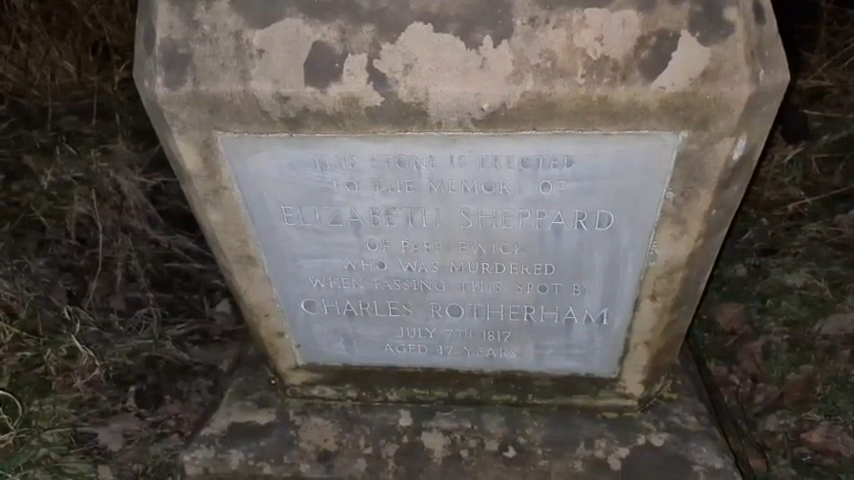 THIS STONE IS ERECTED
TO THE MEMORY OF
ELIZABETH SHEPPARD
OF PAPPLEWICK
WHO WAS MURDERED
WHEN PASSING THIS SPOT BY
CHARLES ROTHERHAM
JULY 7TH 1817
AGED 17 YEARS